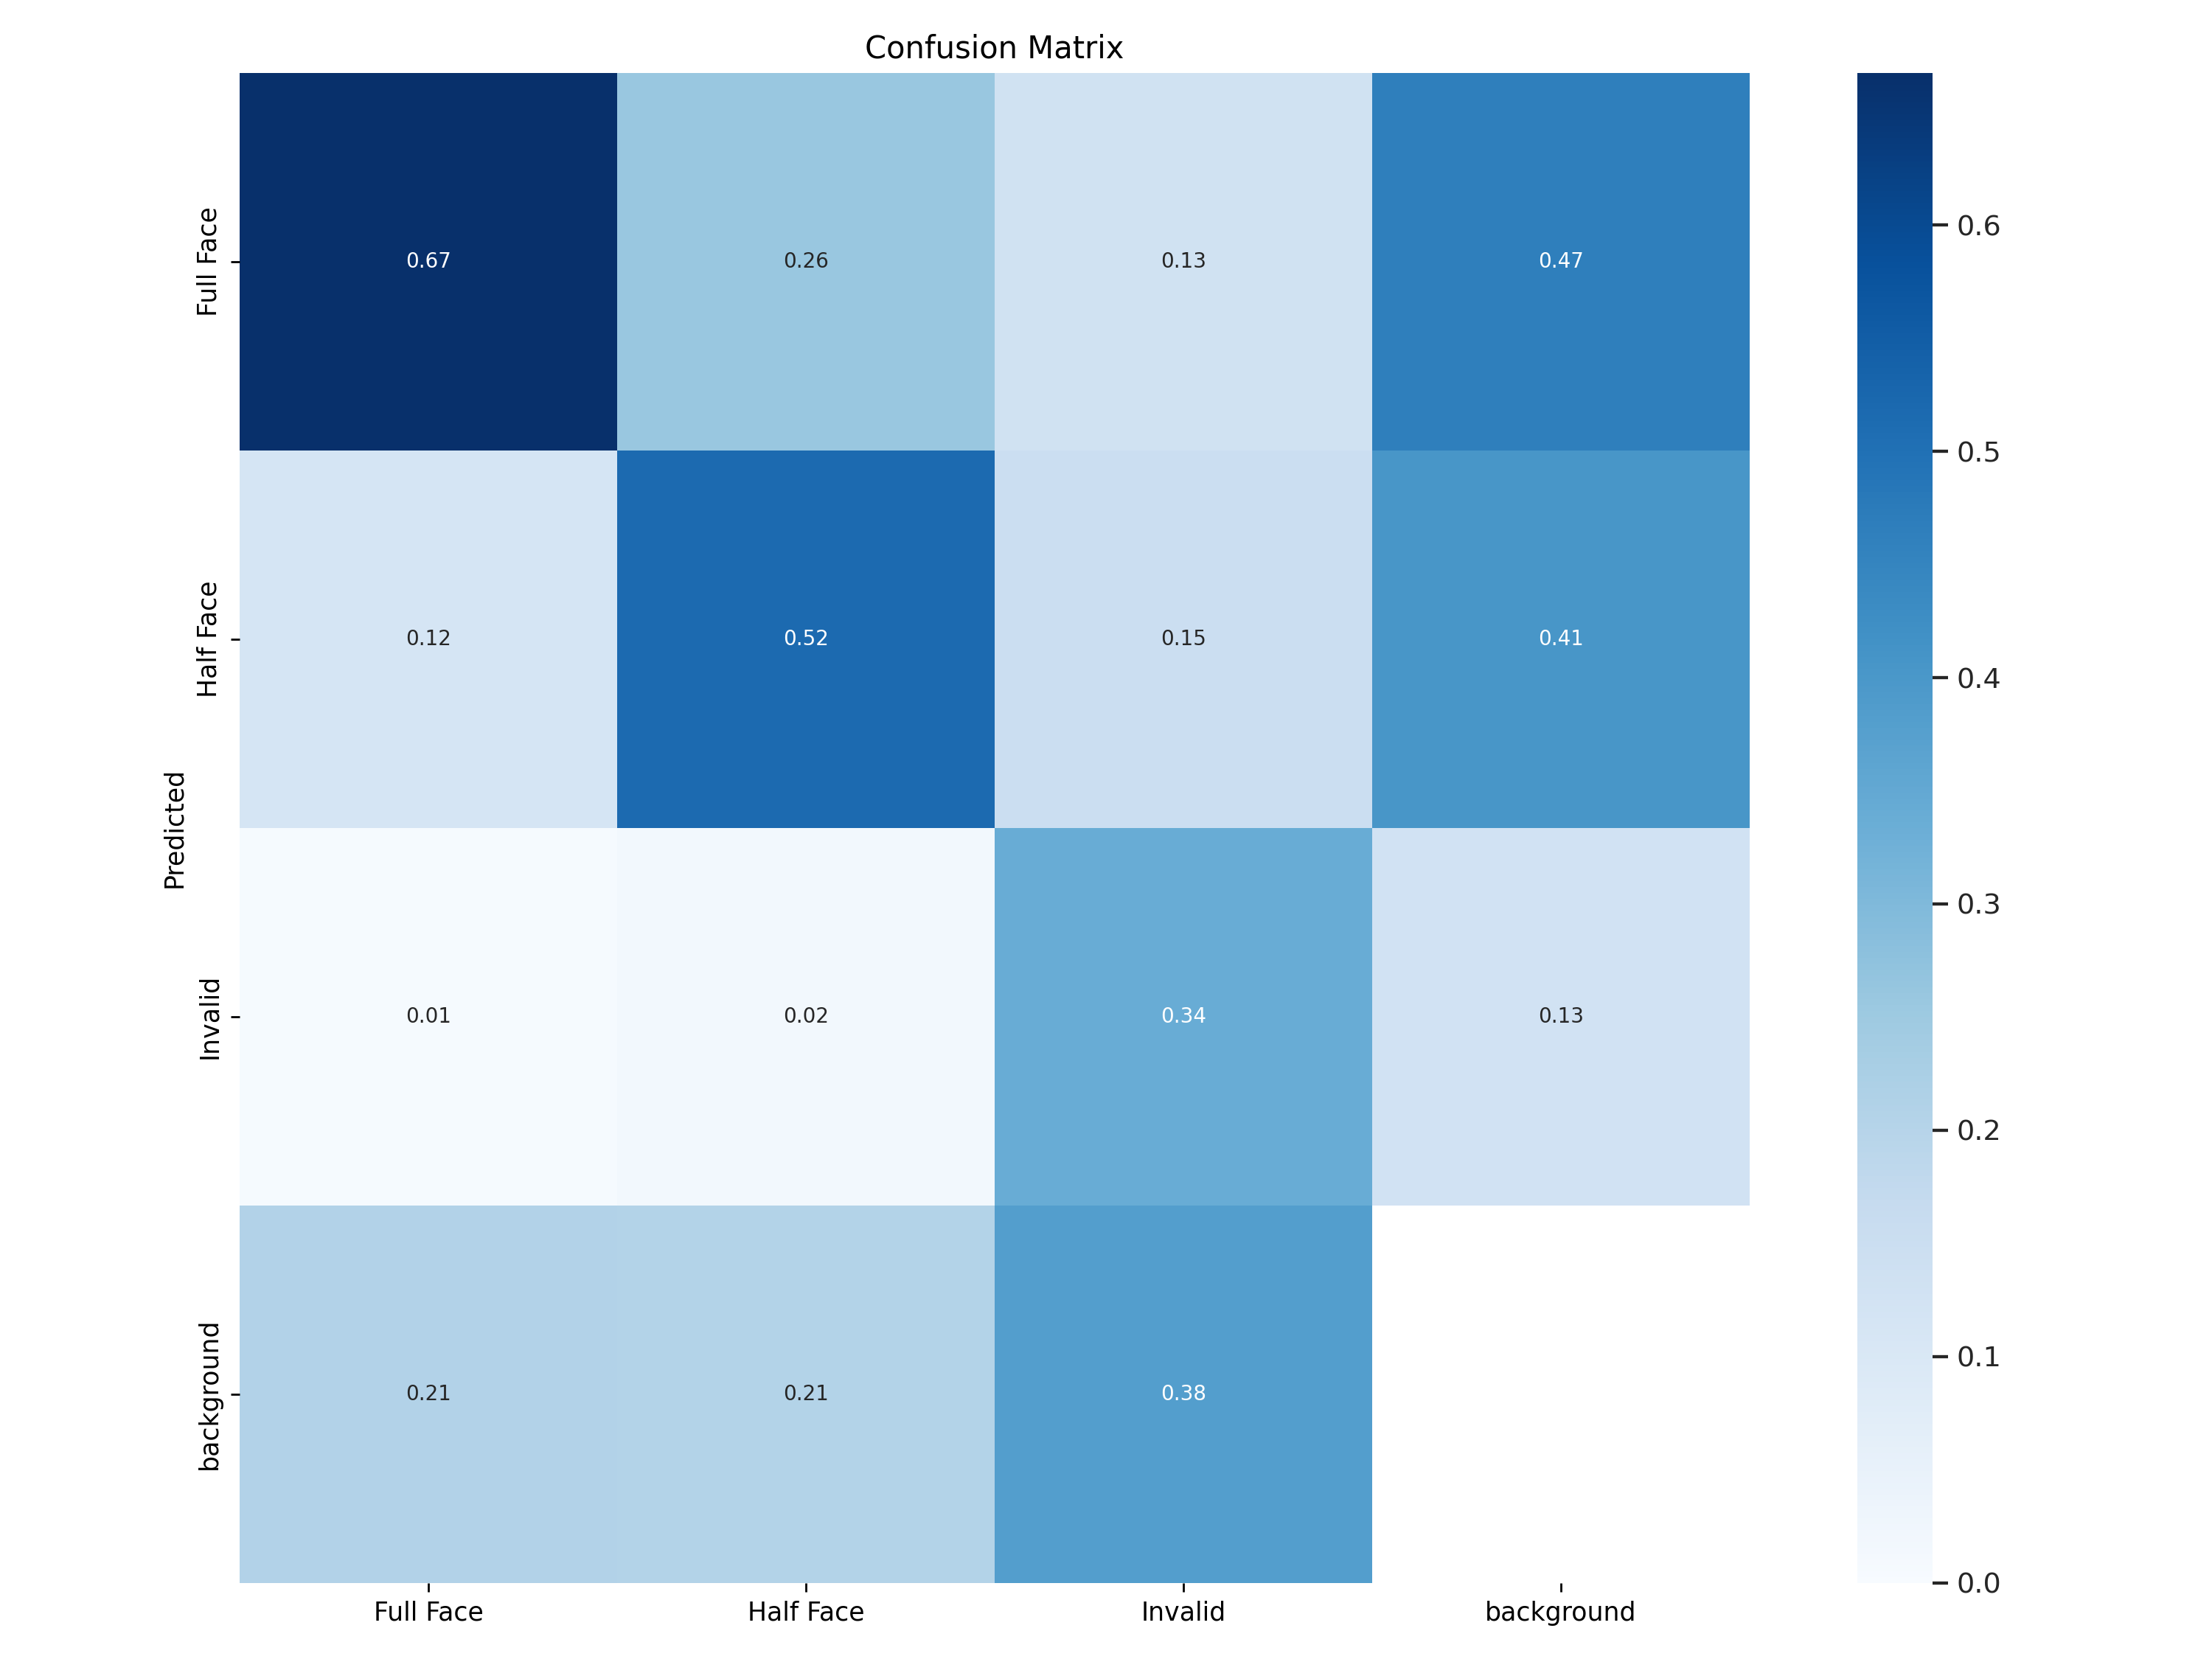 Confusion Matrix
Full Face
0.67
0.26
0.13
0.47
0.6
0.5
Half Face
0.12
0.52
0.15
0.41
0.4
Predicted
0.3
Invalid
0.01
0.02
0.34
0.13
0.2
background
0.21
0.21
0.38
0.1
0.0
Full Face
Half Face
Invalid
background